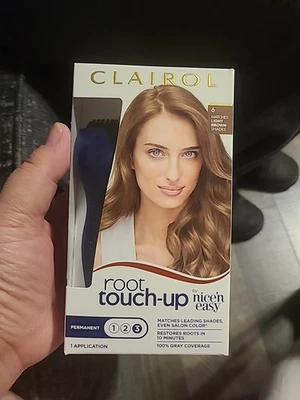 CLAIROL
6
MATCHES
LIGHT
BROWN
SHADES
root
touch-up
by nice'n
easy
PERMANENT 1 2 3
MATCHES LEADING SHADES,
EVEN SALON COLOR*
RESTORES ROOTS IN
10 MINUTES
1 APPLICATION
100% GRAY COVERAGE